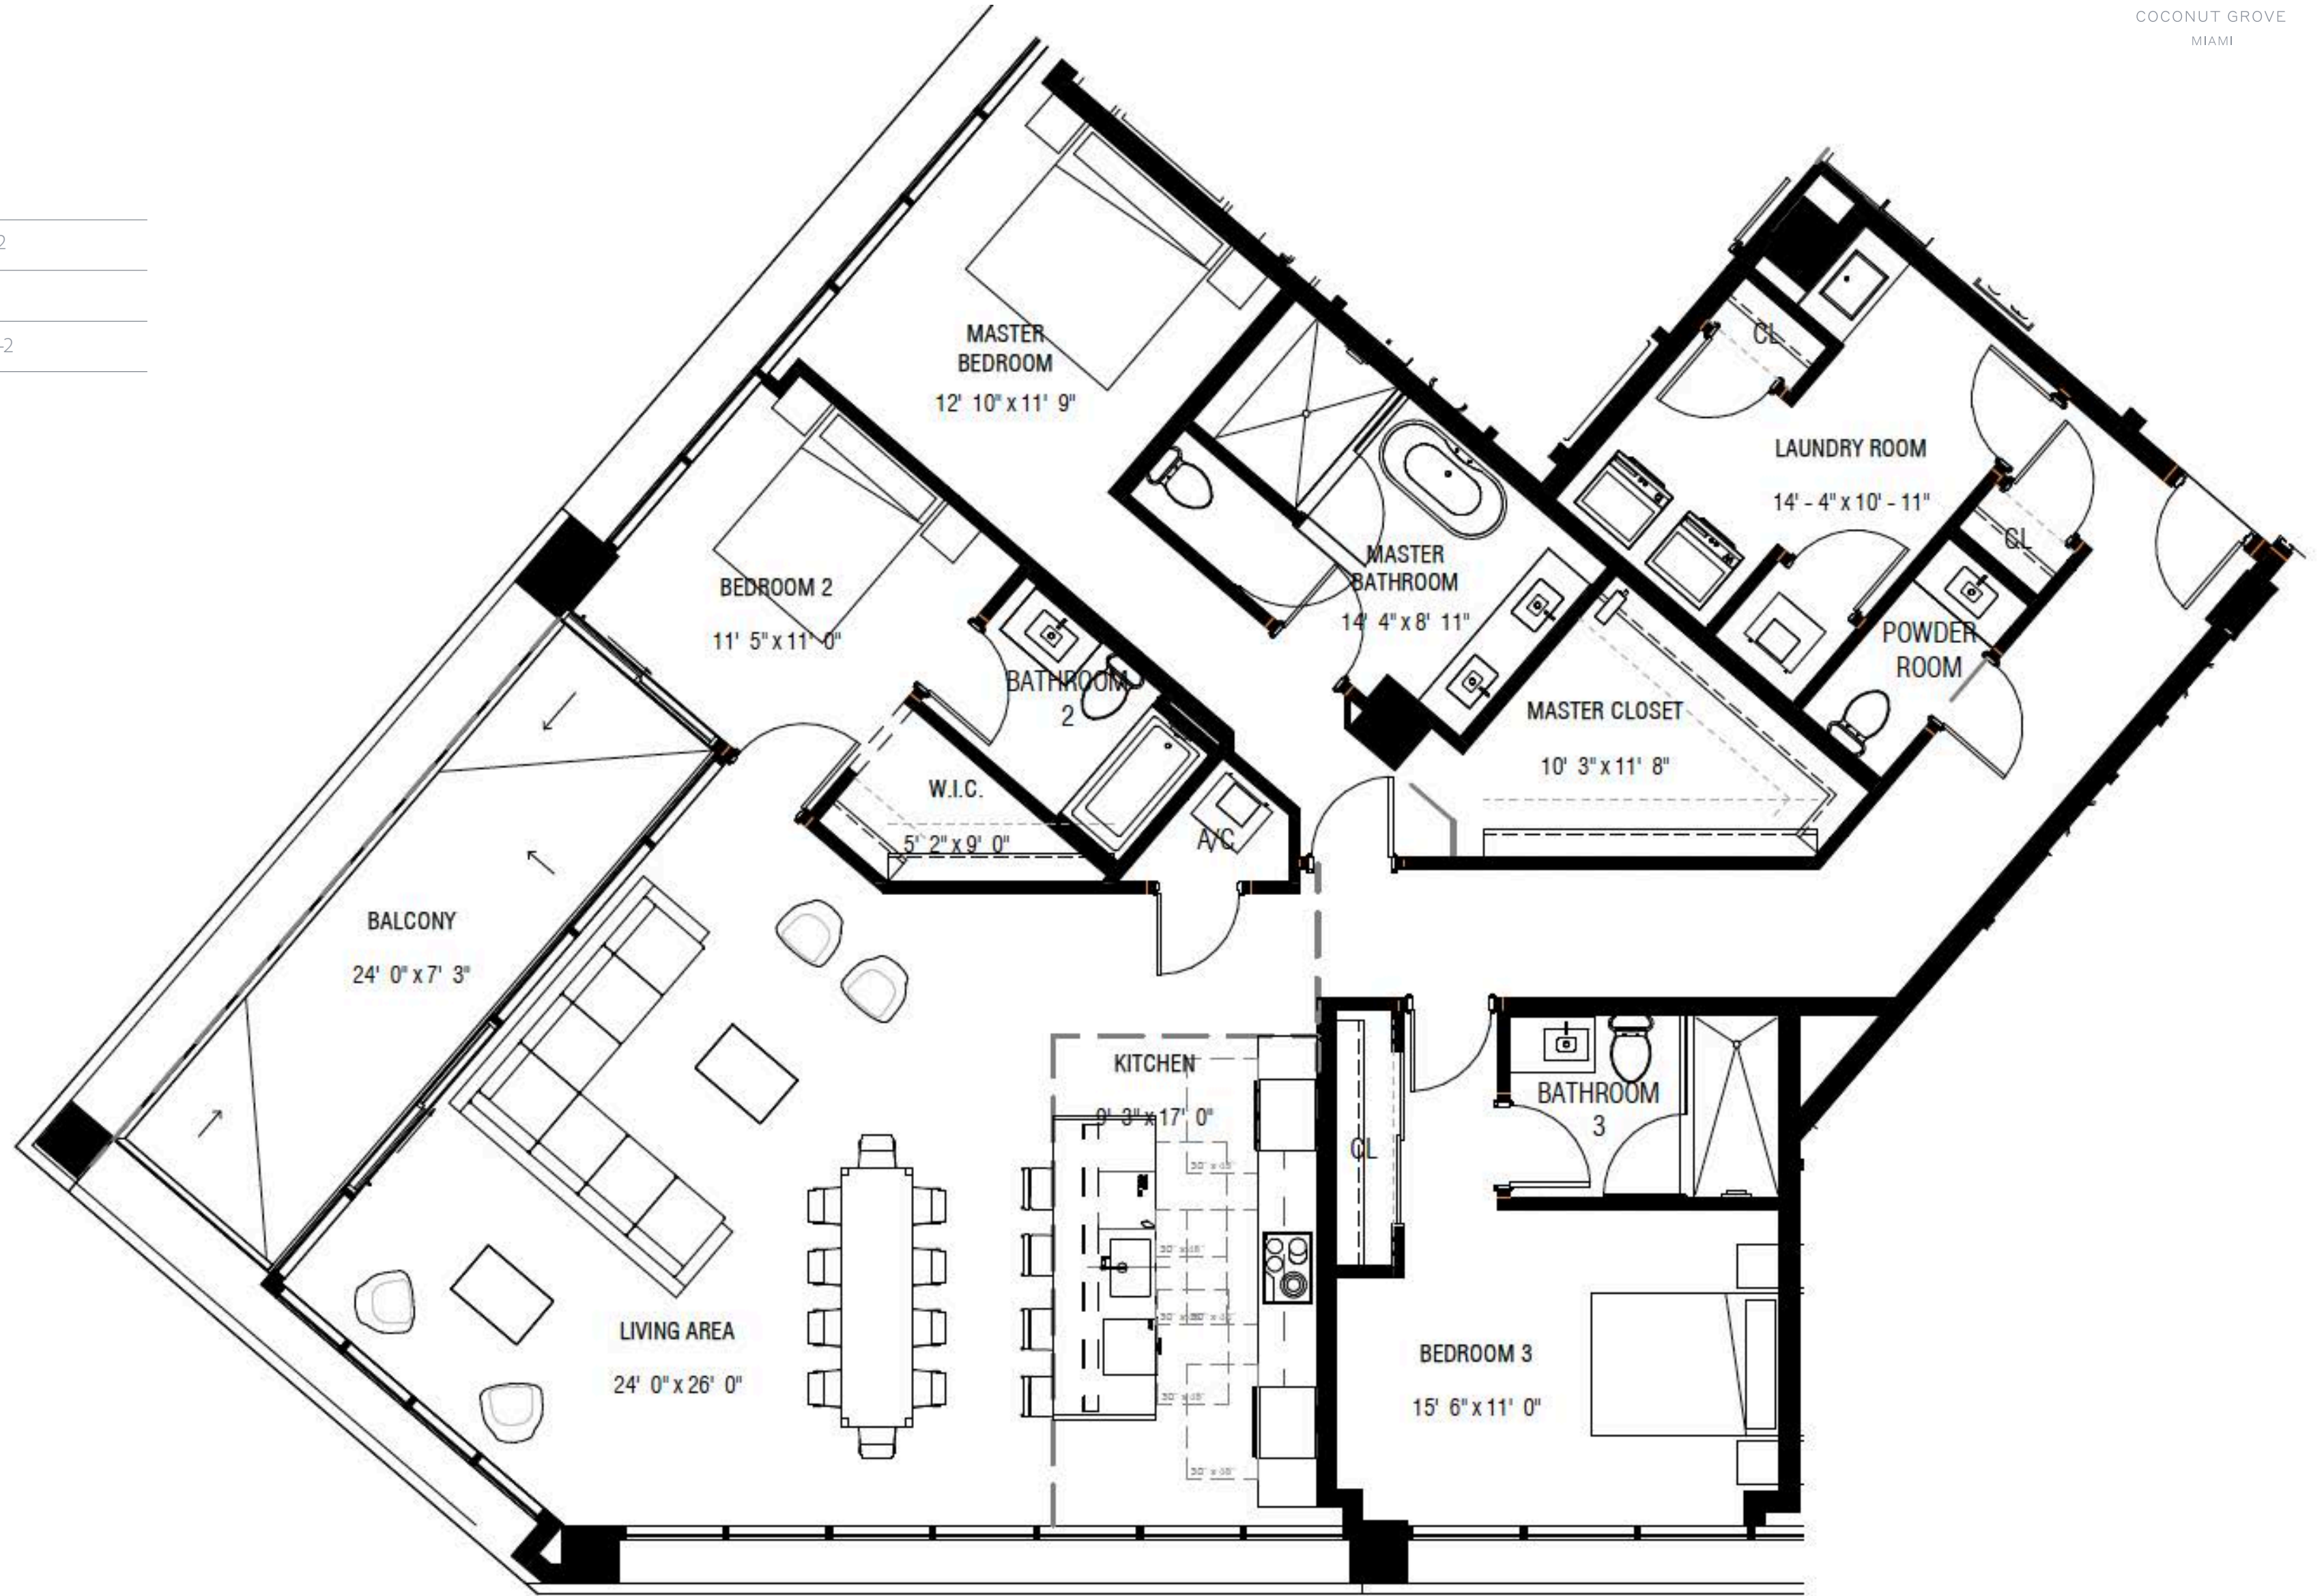 COCONUT GROVE
MIAMI
2
-2
MASTER
BEDROOM
12' 10" x 11' 9"
CL
LAUNDRY ROOM
14' - 4" x 10' - 11"
CL
BEDROOM 2
11' 5" x 11' 0"
MASTER
BATHROOM
14' 4" x 8' 11"
POWDER
ROOM
BATHROOM
2
MASTER CLOSET
10' 3" x 11' 8"
W.I.C.
5' 2" x 9' 0"
A/C
BALCONY
24' 0" x 7' 3"
KITCHEN
9' 3" x 17' 0"
BATHROOM
3
CL
LIVING AREA
24' 0" x 26' 0"
BEDROOM 3
15' 6" x 11' 0"